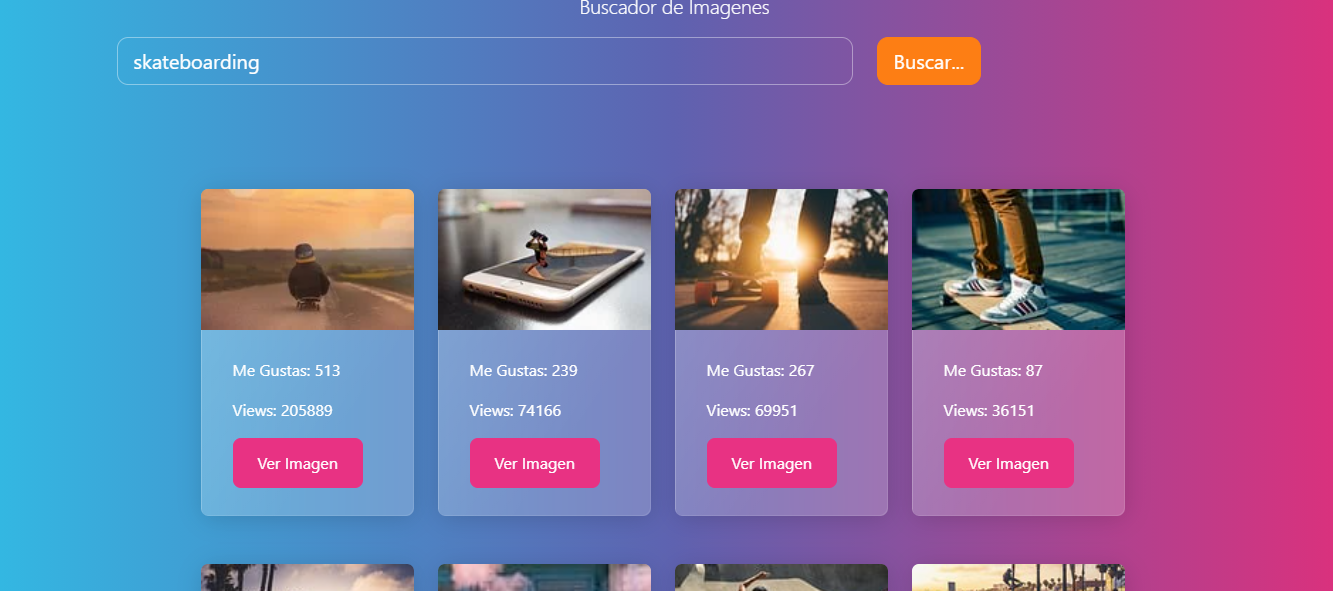 Buscador de Imagenes
skateboarding
Buscar...
Me Gustas: 513
Views: 205889
Ver Imagen
Me Gustas: 239
Views: 74166
Ver Imagen
Me Gustas: 267
Views: 69951
Ver Imagen
Me Gustas: 87
Views: 36151
Ver Imagen